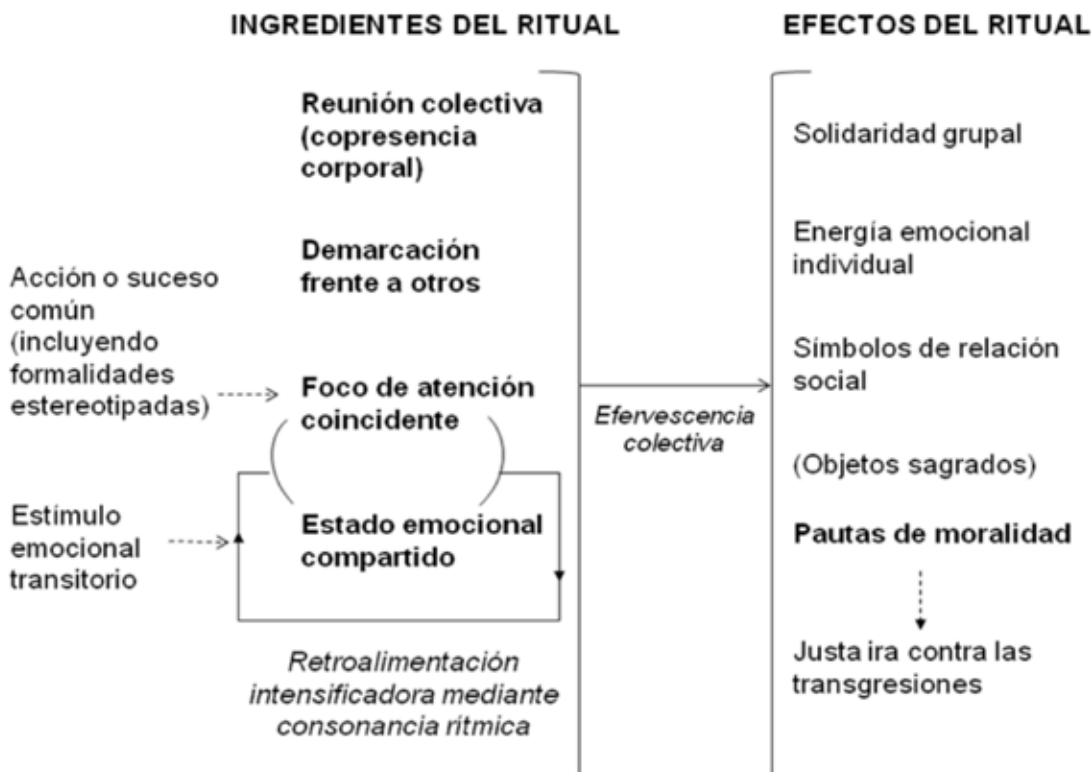 INGREDIENTES DEL RITUAL
EFECTOS DEL RITUAL
Acción o suceso
común
(incluyendo
formalidades
estereotipadas)
Estímulo
emocional
transitorio
Reunión colectiva
(copresencia
corporal)
Demarcación
frente a otros
Foco de atención
coincidente
Estado emocional
compartido
Retroalimentación
intensificadora mediante
consonancia rítmica
Efervescencia
colectiva
Solidaridad grupal
Energía emocional
individual
Símbolos de relación
social
(Objetos sagrados)
Pautas de moralidad
Justa ira contra las
transgresiones